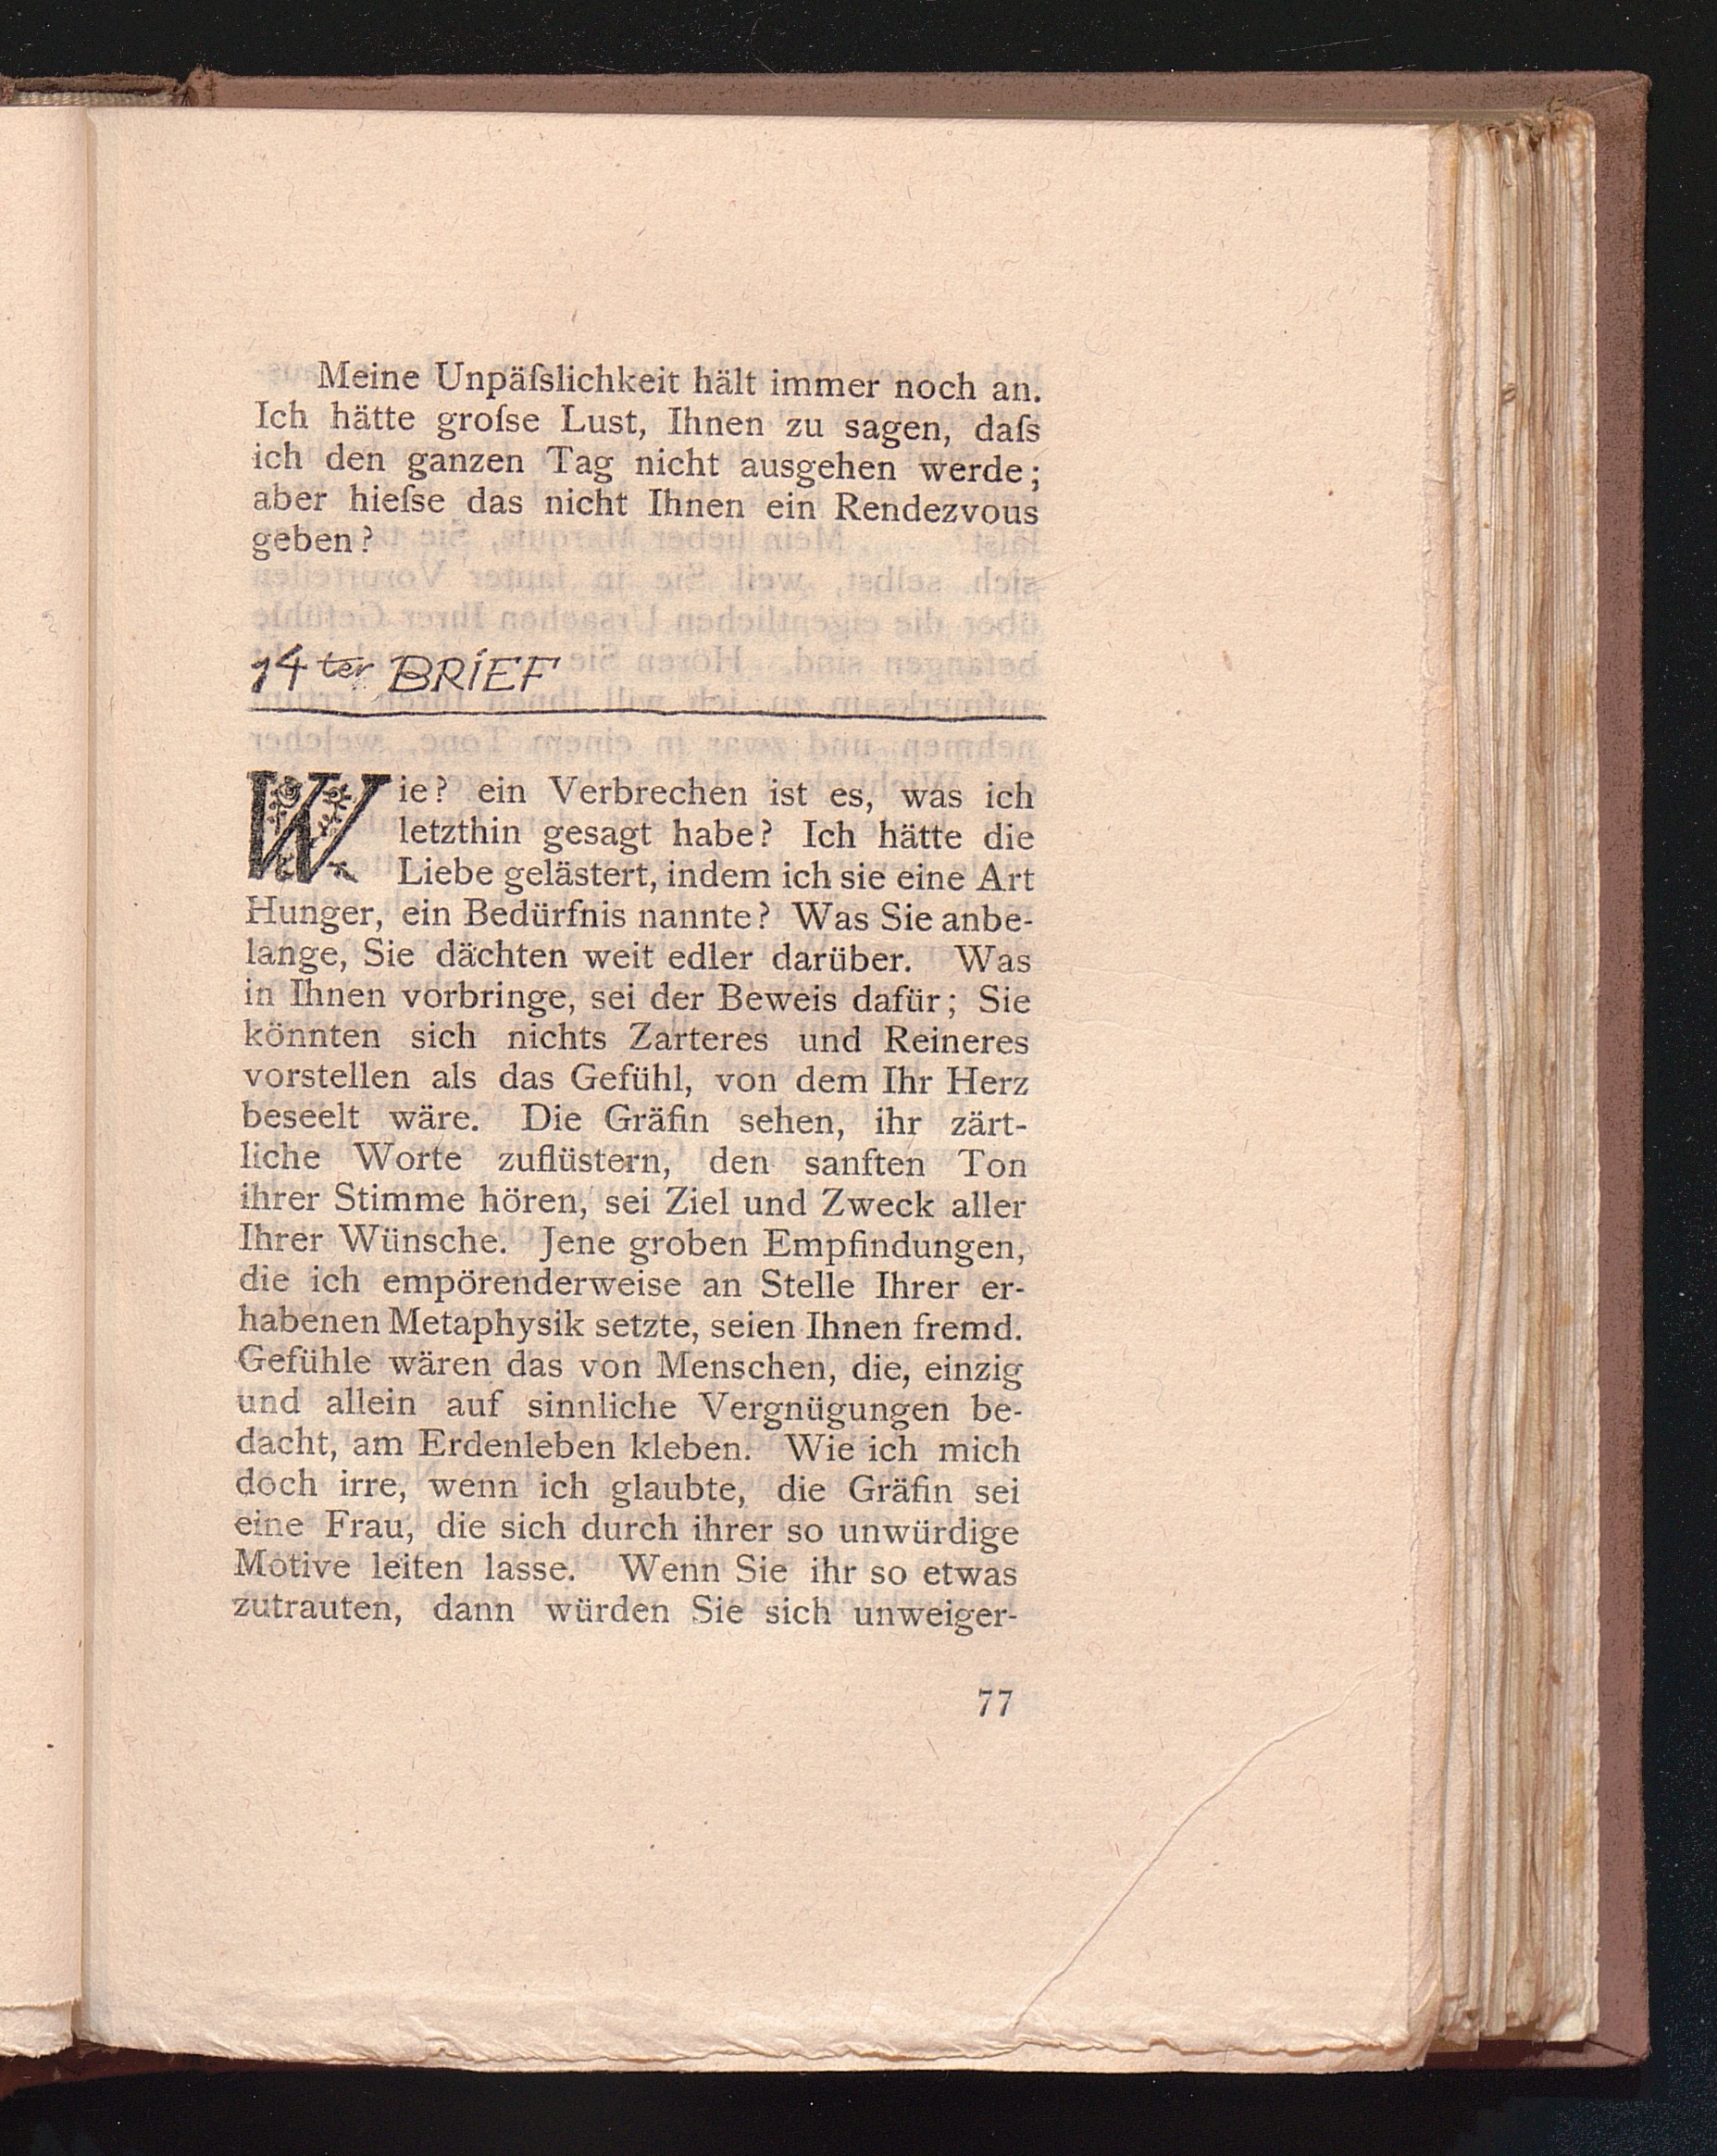 Meine Unpäſslichkeit hält immer noch an.
Ich hätte groſse Lust, Ihnen zu sagen, daſs
ich den ganzen Tag nicht ausgehen werde;
aber hieſse das nicht Ihnen ein Rendezvous
geben?
14ter BRIEF
Wie? ein Verbrechen ist es, was ich
letzthin gesagt habe? Ich hätte die
Liebe gelästert, indem ich sie eine Art
Hunger, ein Bedürfnis nannte? Was Sie anbe-
lange, Sie dächten weit edler darüber. Was
in Ihnen vorbringe, sei der Beweis dafür; Sie
könnten sich nichts Zarteres und Reineres
vorstellen als das Gefühl, von dem Ihr Herz
beseelt wäre. Die Gräfin sehen, ihr zärt-
liche Worte zuflüstern, den sanften Ton
ihrer Stimme hören, sei Ziel und Zweck aller
Ihrer Wünsche. Jene groben Empfindungen,
die ich empörenderweise an Stelle Ihrer er-
habenen Metaphysik setzte, seien Ihnen fremd.
Gefühle wären das von Menschen, die, einzig
und allein auf sinnliche Vergnügungen be-
dacht, am Erdenleben kleben. Wie ich mich
doch irre, wenn ich glaubte, die Gräfin sei
eine Frau, die sich durch ihrer so unwürdige
Motive leiten lasse. Wenn Sie ihr so etwas
zutrauten, dann würden Sie sich unweiger-
77